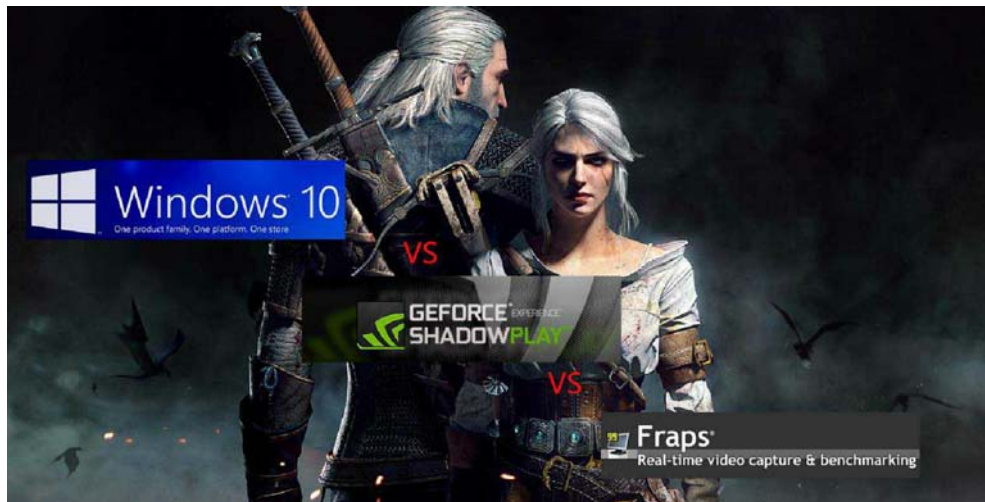 Windows 10
One product family. One platform. One store
VS
GEFORCE EXPERIENCE
SHADOWPLAY
VS
99
Fraps
Real-time video capture & benchmarking